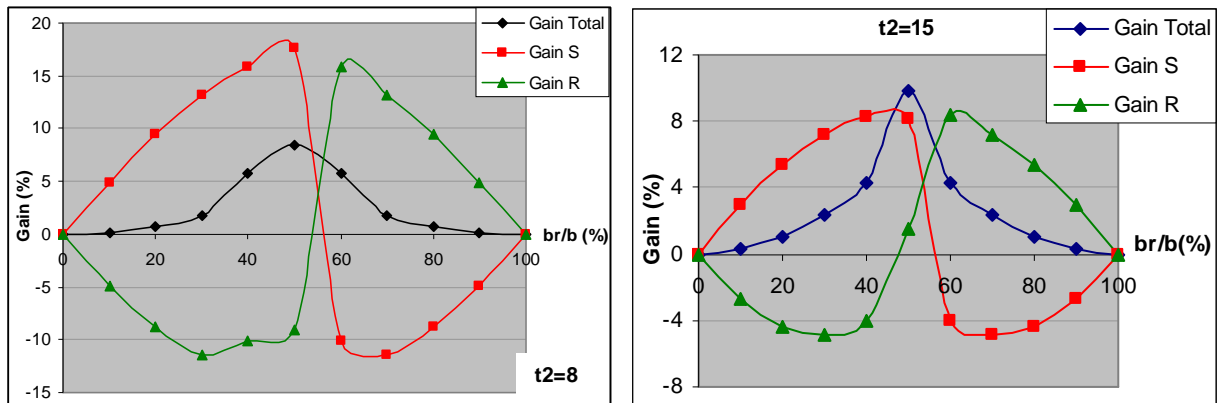 20
15
10
5
0
-5
-10
-15
Gain (%)
0
20
40
60
80
100
br/b (%)
Gain Total
Gain S
Gain R
t2=8
t2=15
12
8
4
0
-4
-8
Gain (%)
0
20
40
60
80
100
br/b(%)
Gain Total
Gain S
Gain R